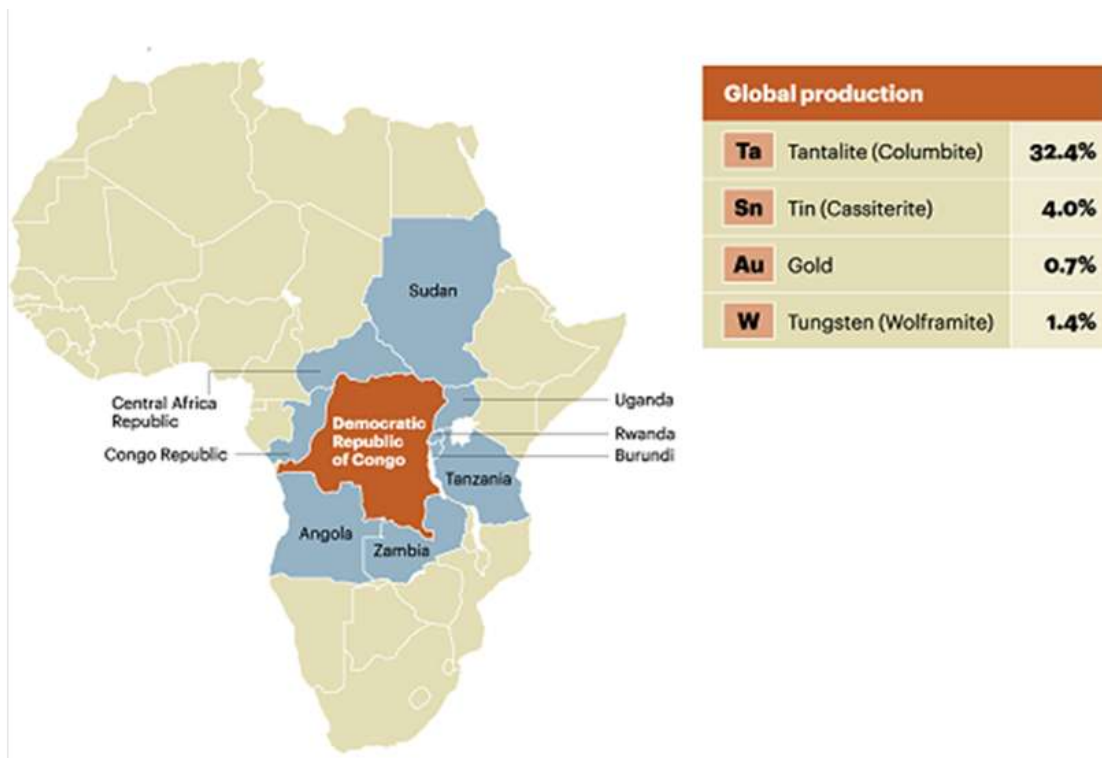 Sudan
Central Africa
Republic
Congo Republic
Democratic
Republic
of Congo
Uganda
Rwanda
Burundi
Tanzania
Angola
Zambia
Global production
Ta Tantalite (Columbite) 32.4%
Sn Tin (Cassiterite) 4.0%
Au Gold 0.7%
W Tungsten (Wolframite) 1.4%